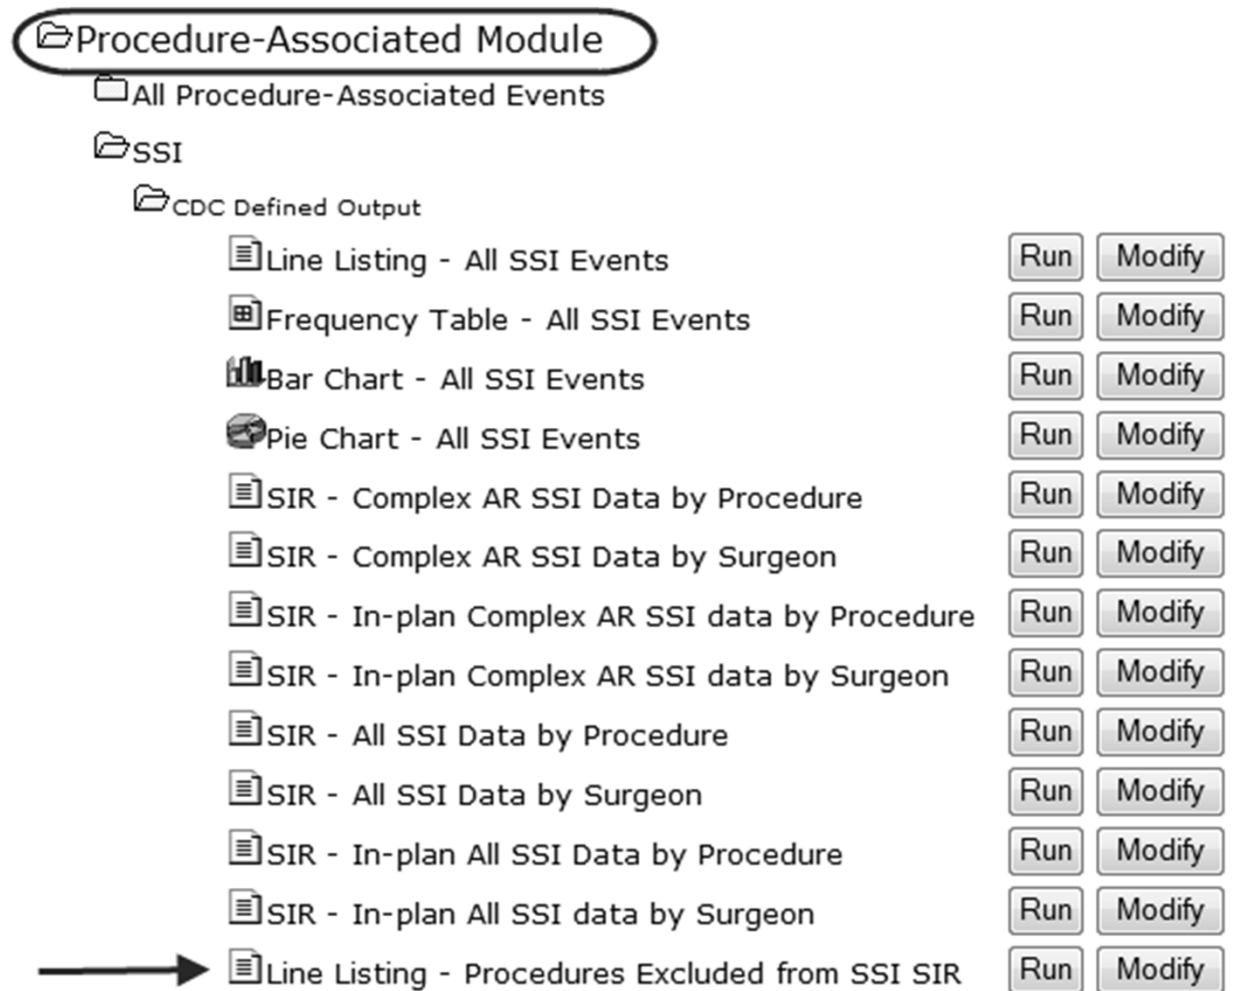 Procedure-Associated Module
All Procedure-Associated Events
SSI
CDC Defined Output
Line Listing - All SSI Events Run Modify
Frequency Table - All SSI Events Run Modify
Bar Chart - All SSI Events Run Modify
Pie Chart - All SSI Events Run Modify
SIR - Complex AR SSI Data by Procedure Run Modify
SIR - Complex AR SSI Data by Surgeon Run Modify
SIR - In-plan Complex AR SSI data by Procedure Run Modify
SIR - In-plan Complex AR SSI data by Surgeon Run Modify
SIR - All SSI Data by Procedure Run Modify
SIR - All SSI Data by Surgeon Run Modify
SIR - In-plan All SSI Data by Procedure Run Modify
SIR - In-plan All SSI data by Surgeon Run Modify
Line Listing - Procedures Excluded from SSI SIR Run Modify